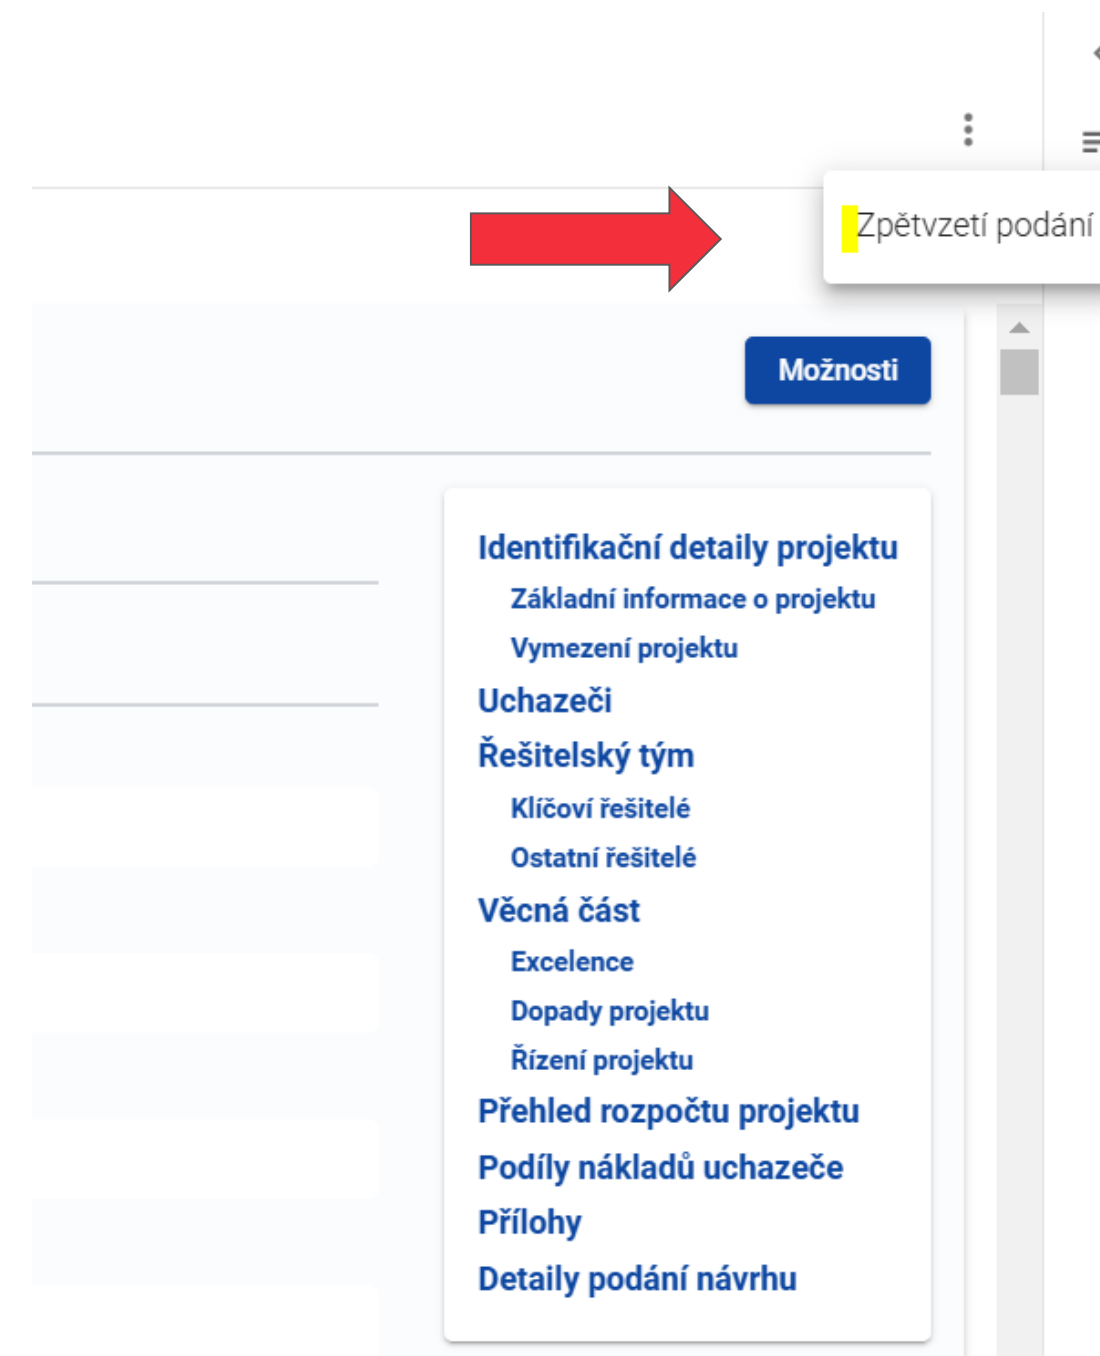 Zpětvzetí podání
Možnosti
Identifikační detaily projektu
Základní informace o projektu
Vymezení projektu
Uchazeči
Řešitelský tým
Klíčoví řešitelé
Ostatní řešitelé
Věcná část
Excelence
Dopady projektu
Řízení projektu
Přehled rozpočtu projektu
Podíly nákladů uchazeče
Přílohy
Detaily podání návrhu